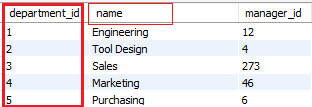 department_id name manager_id
1 Engineering 12
2 Tool Design 4
3 Sales 273
4 Marketing 46
5 Purchasing 6